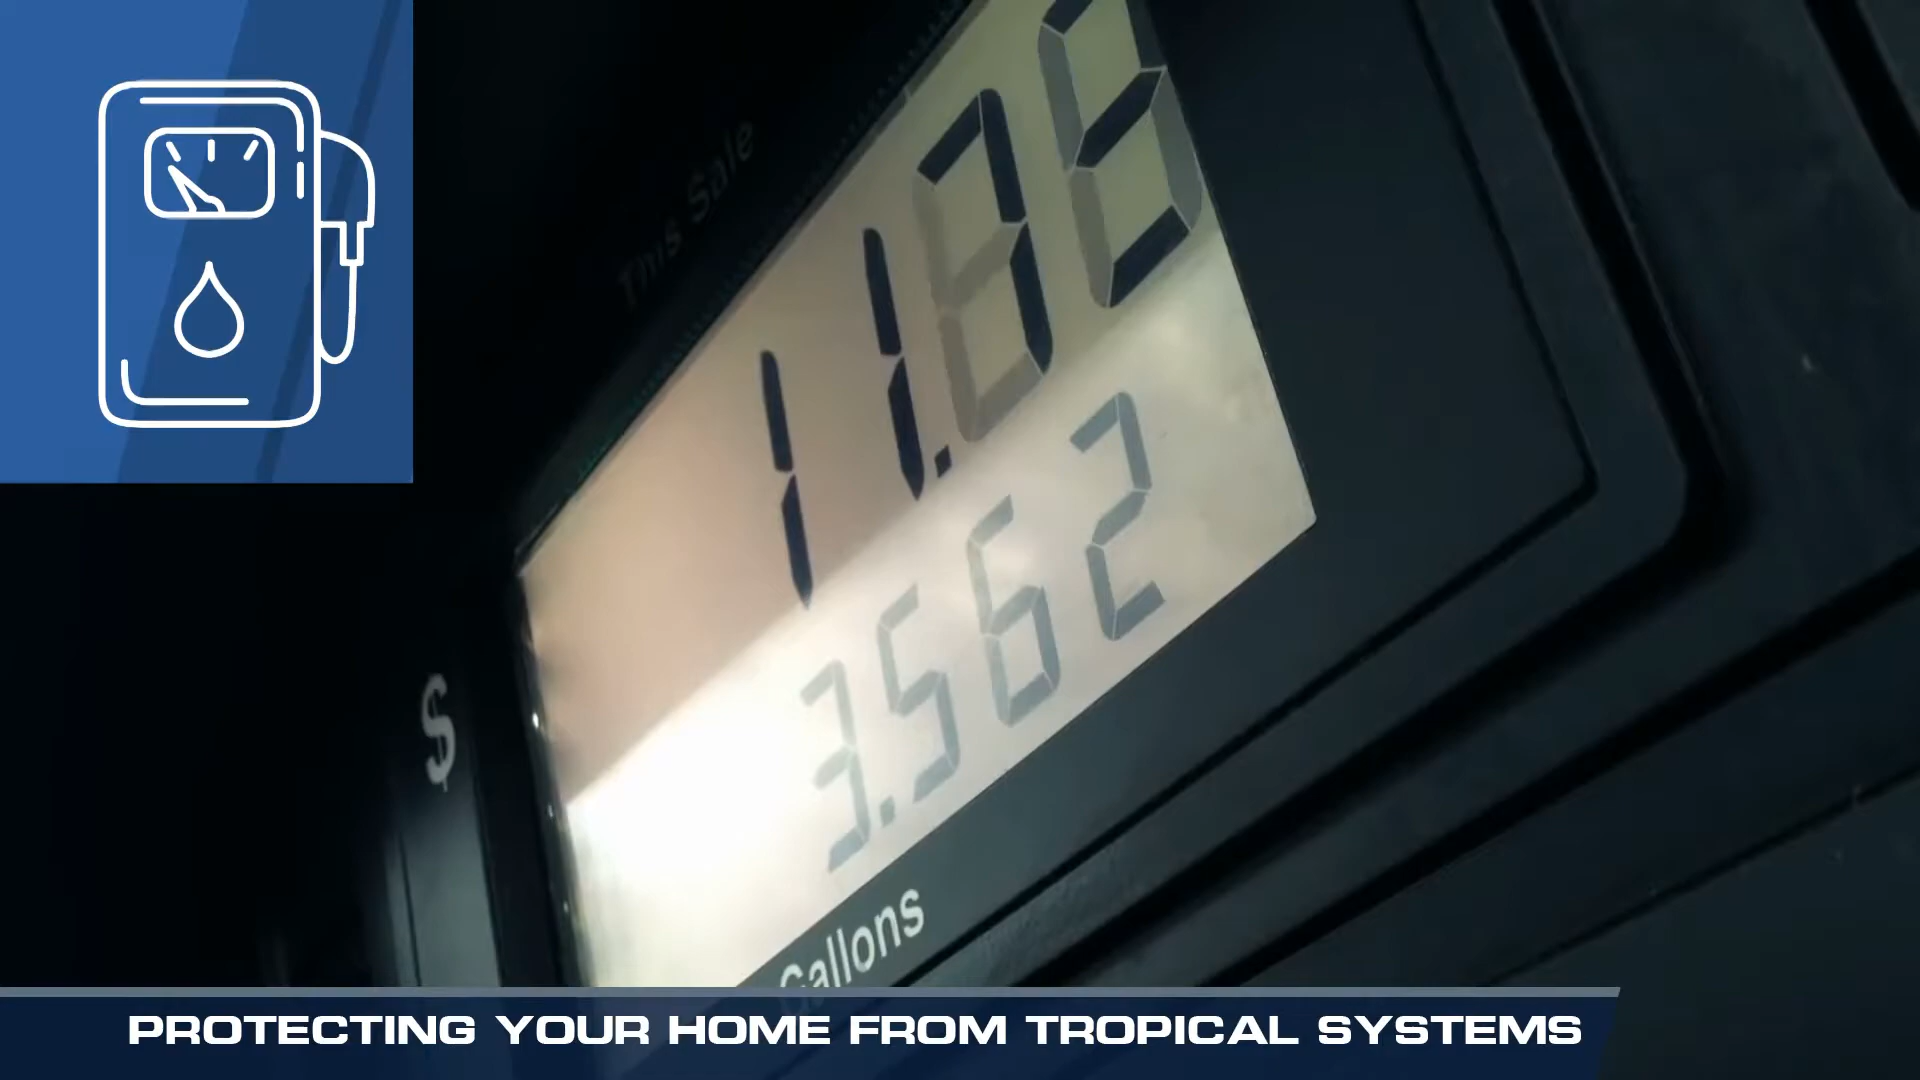 This Sale
$
3.562
Gallons
PROTECTING YOUR HOME FROM TROPICAL SYSTEMS